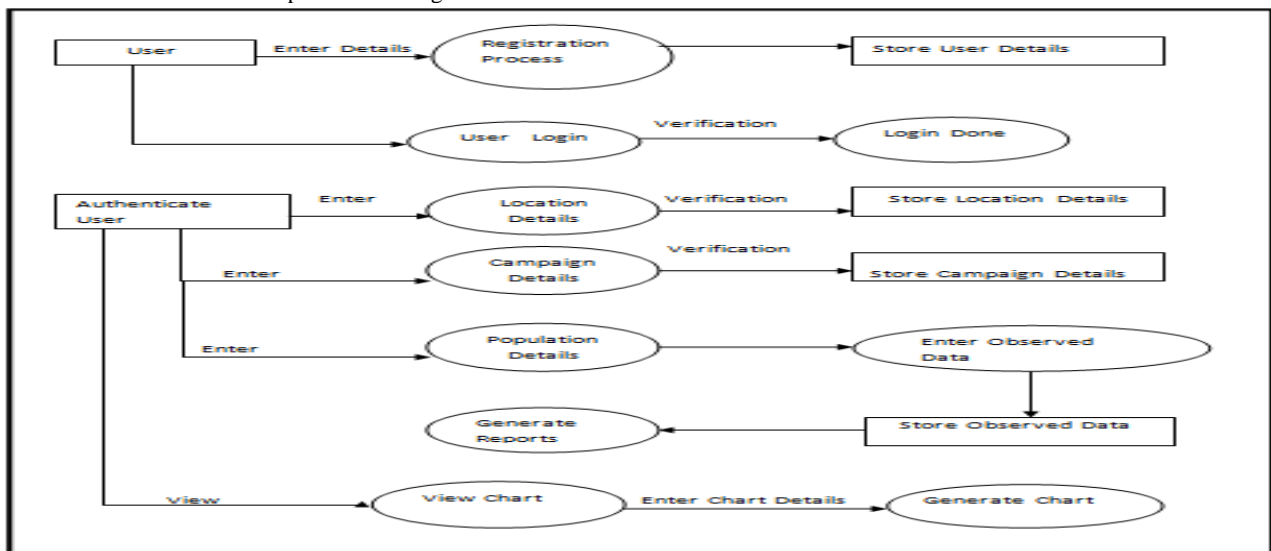 User
Enter Details
Registration
Process
Store User Details
User Login
Verification
Login Done
Authenticate
User
Enter
Location
Details
Verification
Store Location Details
Enter
Campaign
Details
Verification
Store Campaign Details
Enter
Population
Details
Enter Observed
Data
Generate
Reports
Store Observed Data
View
View Chart
Enter Chart Details
Generate Chart